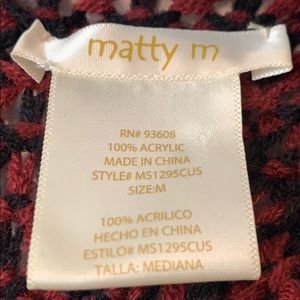 matty m
RN# 93608
100% ACRYLIC
MADE IN CHINA
STYLE# MS1295CUS
SIZE:M
100% ACRILICO
HECHO EN CHINA
ESTILO# MS1295CUS
TALLA: MEDIANA